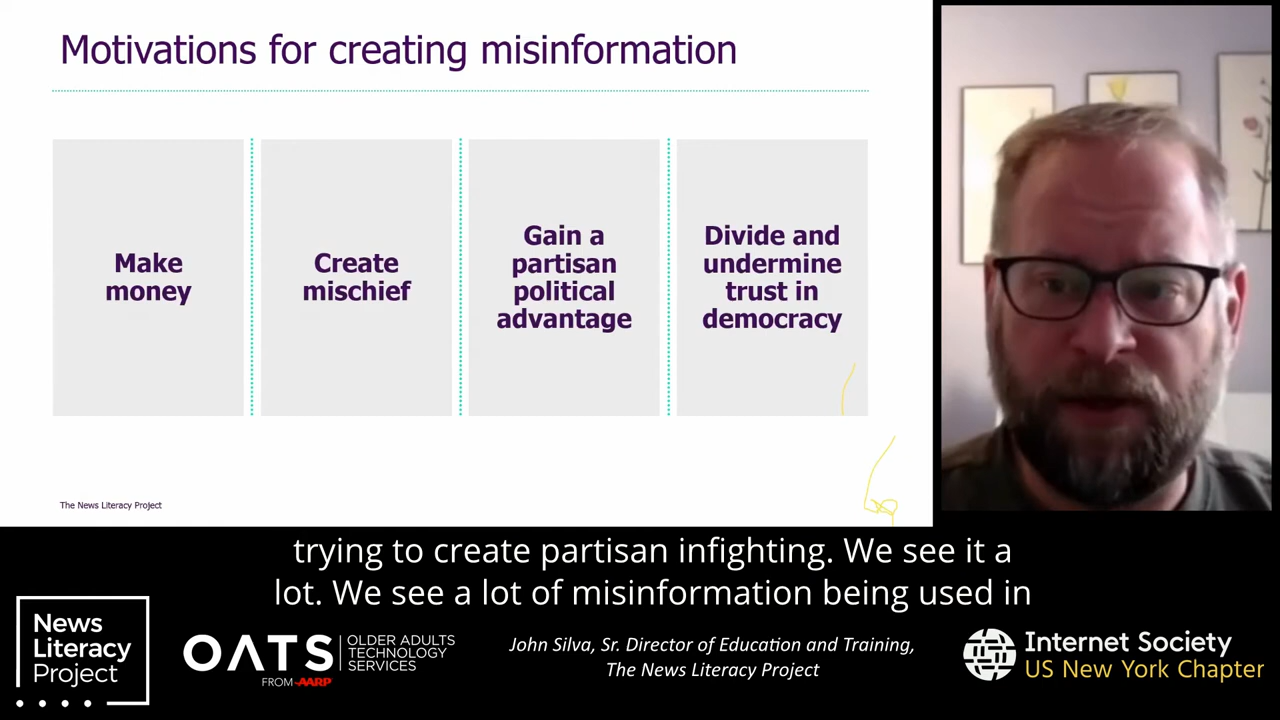 Motivations for creating misinformation
Make
money
Create
mischief
Gain a
partisan
political
advantage
Divide and
undermine
trust in
democracy
The News Literacy Project
trying to create partisan infighting. We see it a
lot. We see a lot of misinformation being used in
News
Literacy
Project
OATS
OLDER ADULTS
TECHNOLOGY
SERVICES
FROM AARP
John Silva, Sr. Director of Education and Training,
The News Literacy Project
Internet Society
US New York Chapter